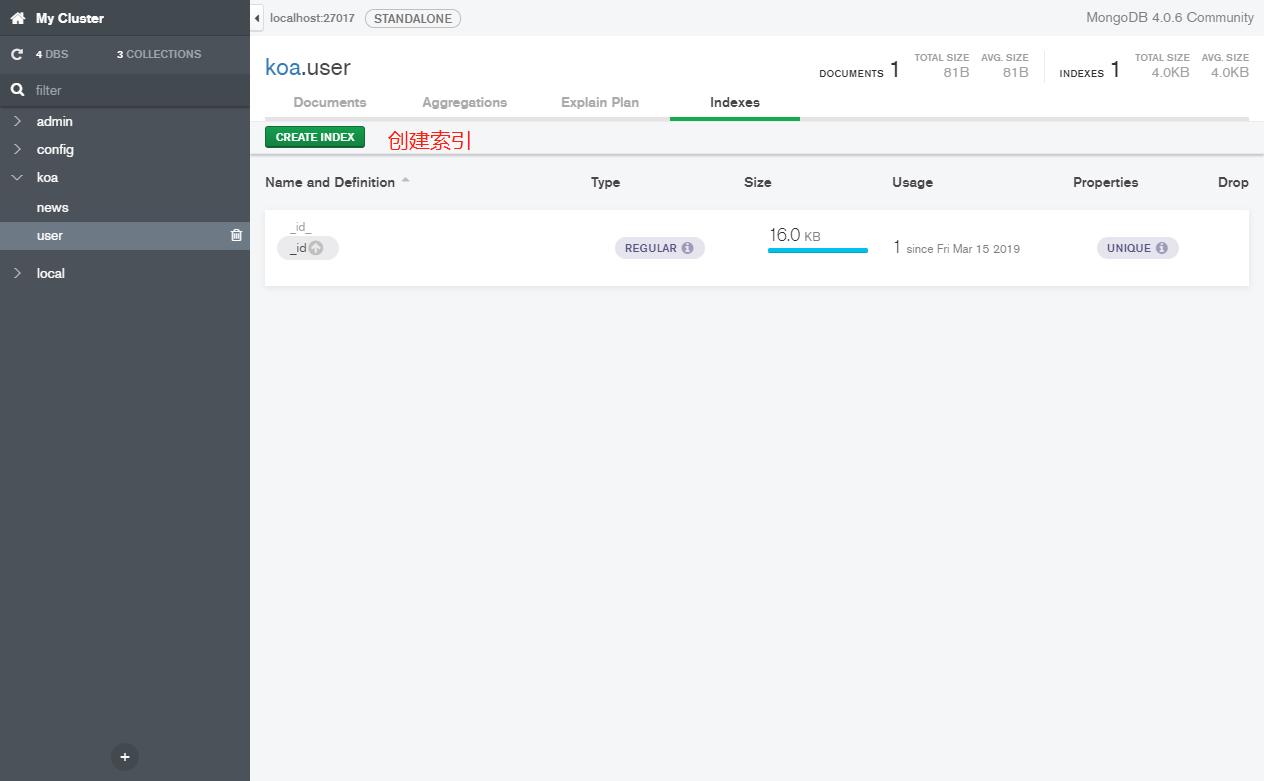 My Cluster
localhost:27017 STANDALONE MongoDB 4.0.6 Community
4 DBS 3 COLLECTIONS
filter
admin
config
koa
news
user
local
koa.user
DOCUMENTS 1 TOTAL SIZE 81B AVG. SIZE 81B INDEXES 1 TOTAL SIZE 4.0KB AVG. SIZE 4.0KB
Documents Aggregations Explain Plan Indexes
CREATE INDEX 创建索引
Name and Definition Type Size Usage Properties Drop
_id_
_id REGULAR 16.0 KB 1 since Fri Mar 15 2019 UNIQUE